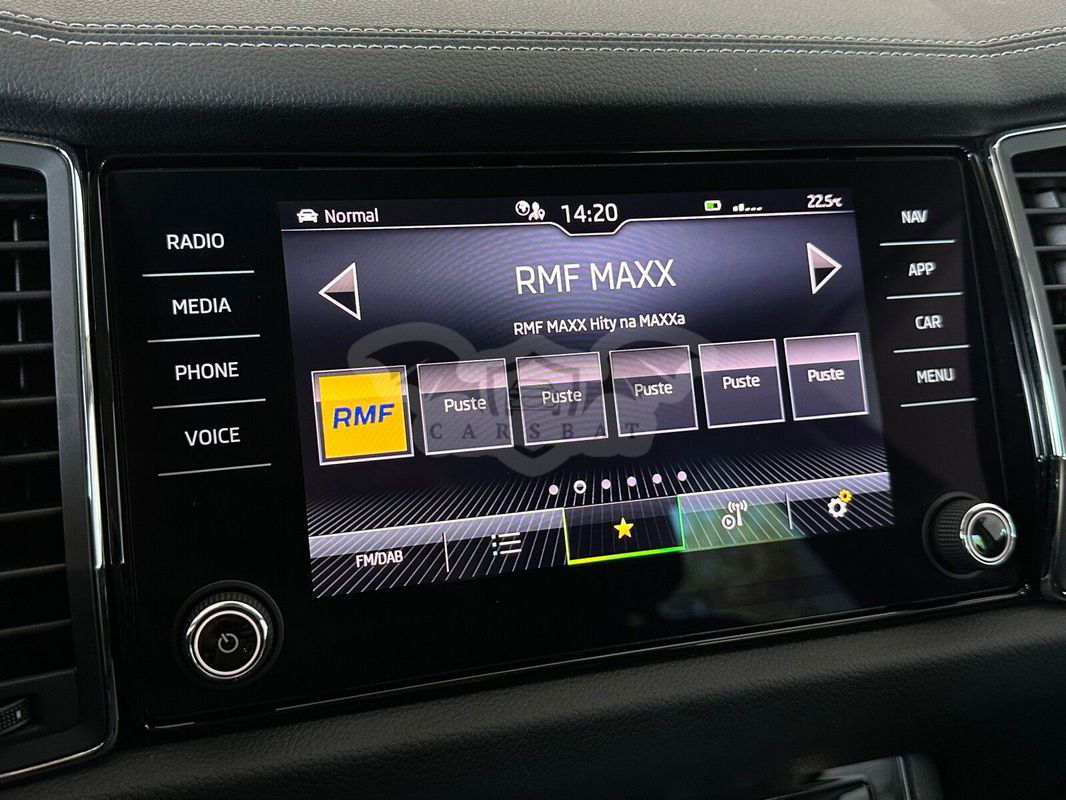 Normal
14:20
22.5°C
RADIO
MEDIA
PHONE
VOICE
RMF MAXX
RMF MAXX Hity na MAXXa
RMF
Puste
Puste
Puste
Puste
Puste
CARSBAT
FM/DAB
NAV
APP
CAR
MENU